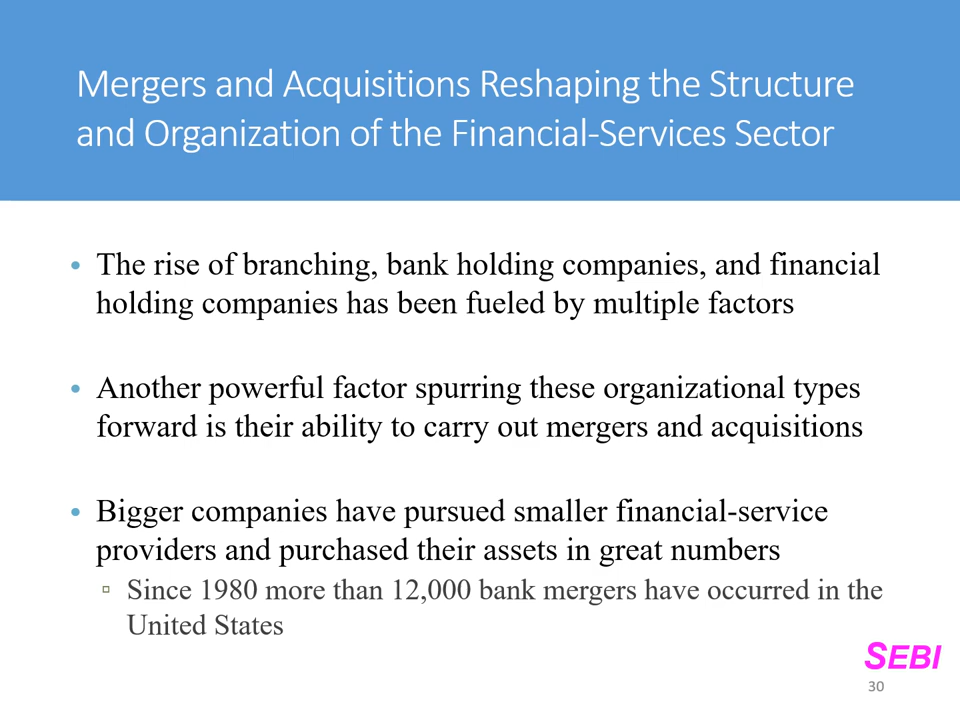 Mergers and Acquisitions Reshaping the Structure
and Organization of the Financial-Services Sector
• The rise of branching, bank holding companies, and financial
holding companies has been fueled by multiple factors
• Another powerful factor spurring these organizational types
forward is their ability to carry out mergers and acquisitions
• Bigger companies have pursued smaller financial-service
providers and purchased their assets in great numbers
▫ Since 1980 more than 12,000 bank mergers have occurred in the
United States
SEBI
30